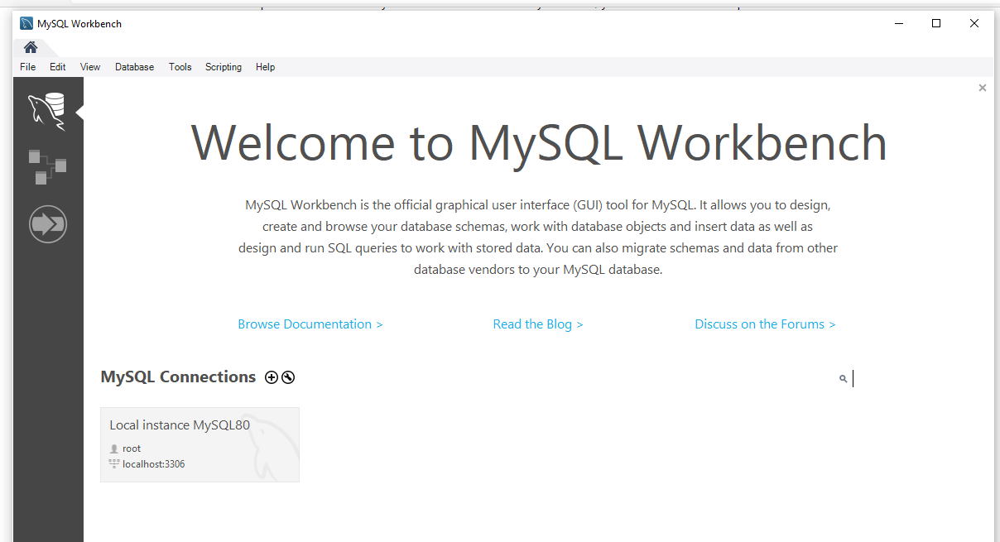 MySQL Workbench
File Edit View Database Tools Scripting Help
Welcome to MySQL Workbench
MySQL Workbench is the official graphical user interface (GUI) tool for MySQL. It allows you to design,
create and browse your database schemas, work with database objects and insert data as well as
design and run SQL queries to work with stored data. You can also migrate schemas and data from other
database vendors to your MySQL database.
Browse Documentation > Read the Blog > Discuss on the Forums >
MySQL Connections
Local instance MySQL80
root
localhost:3306